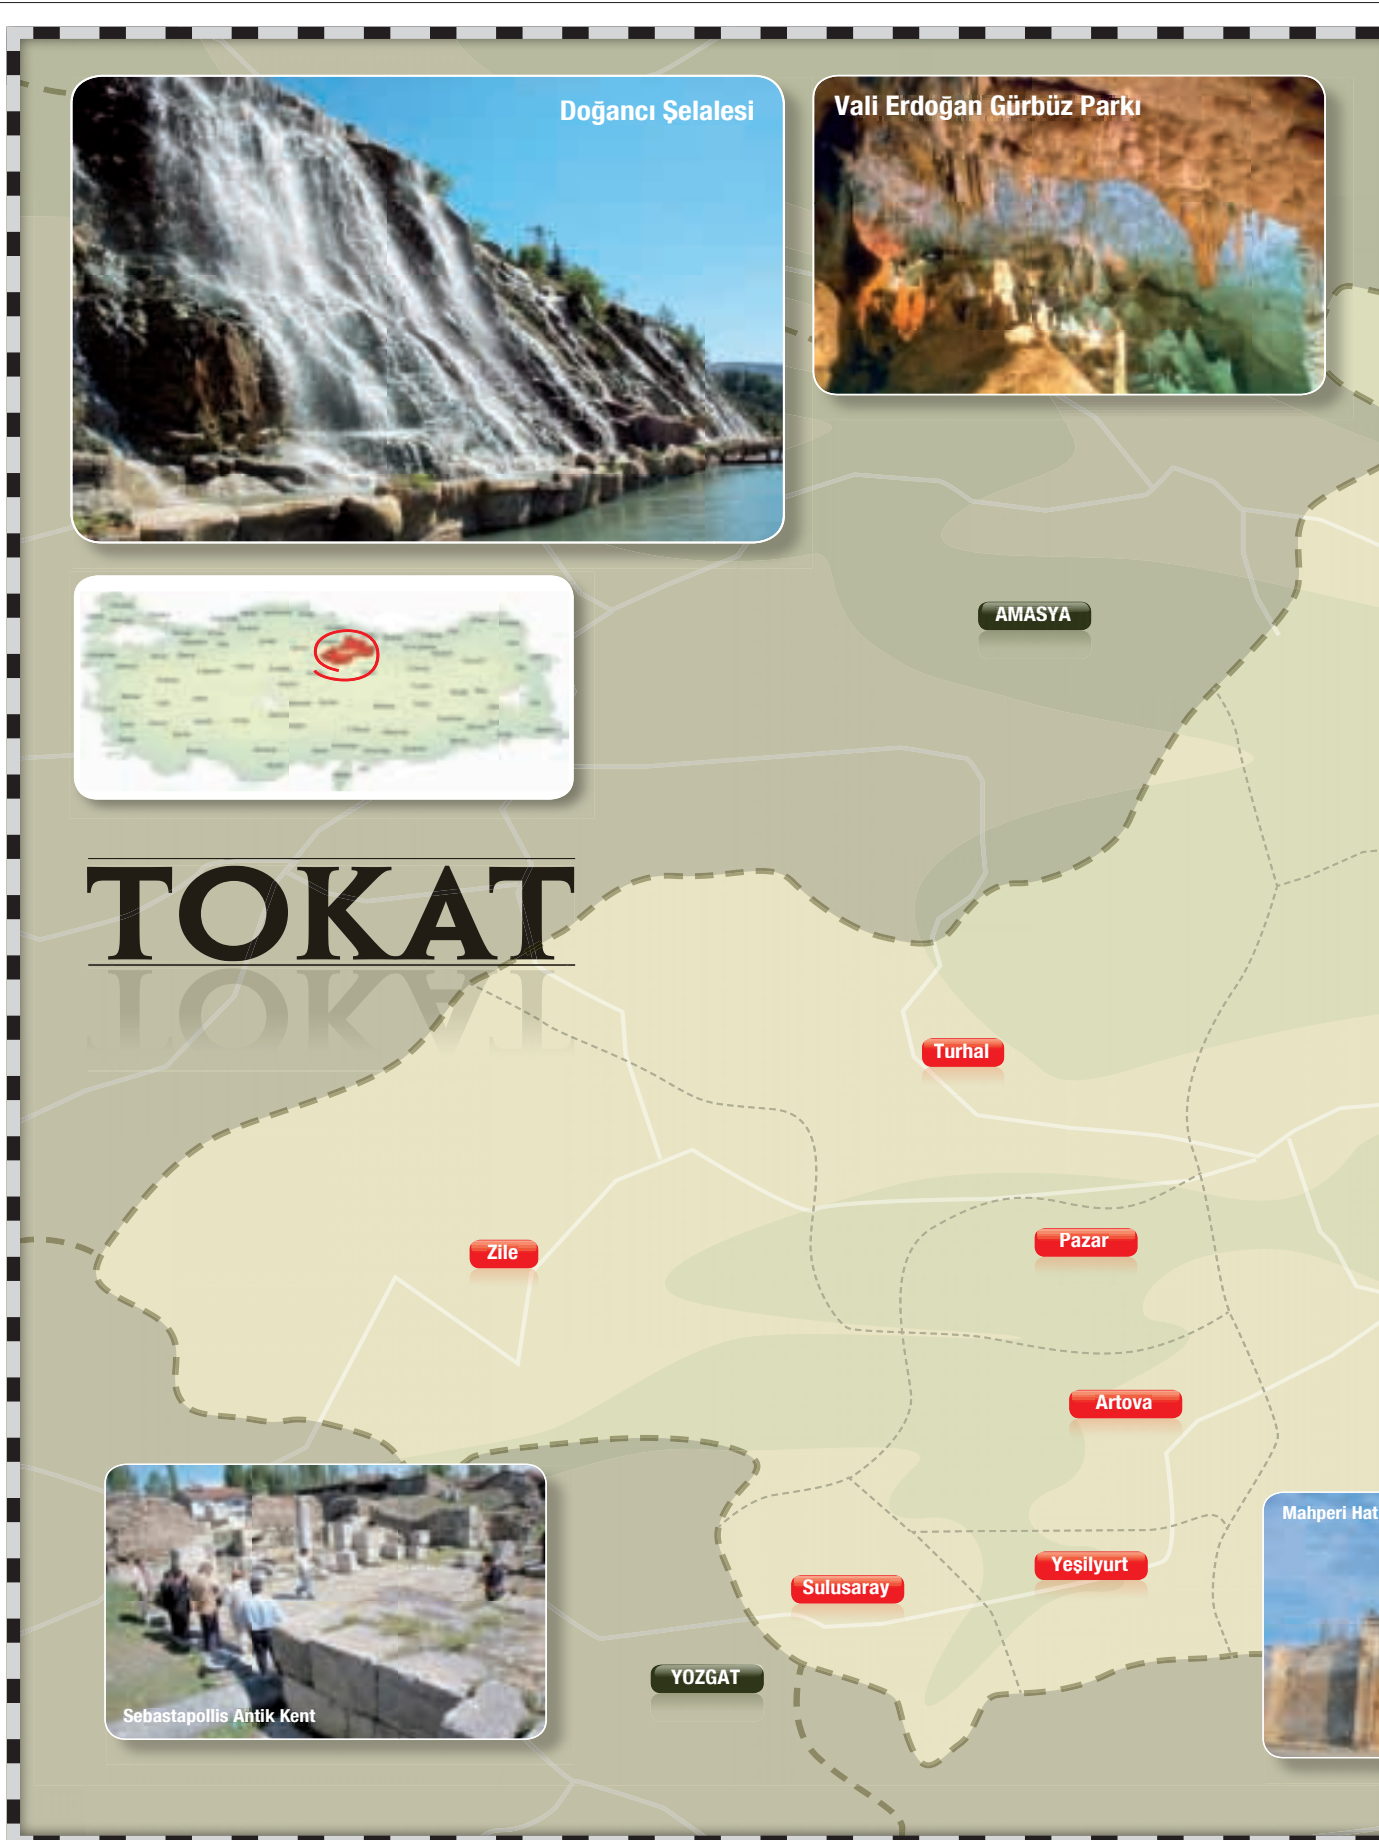 Doğancı Şelalesi
Vali Erdoğan Gürbüz Parkı
AMASYA
TOKAT
Turhal
Zile
Pazar
Artova
Mahperi Hat
Yeşilyurt
Sulusaray
YOZGAT
Sebastapollis Antik Kent